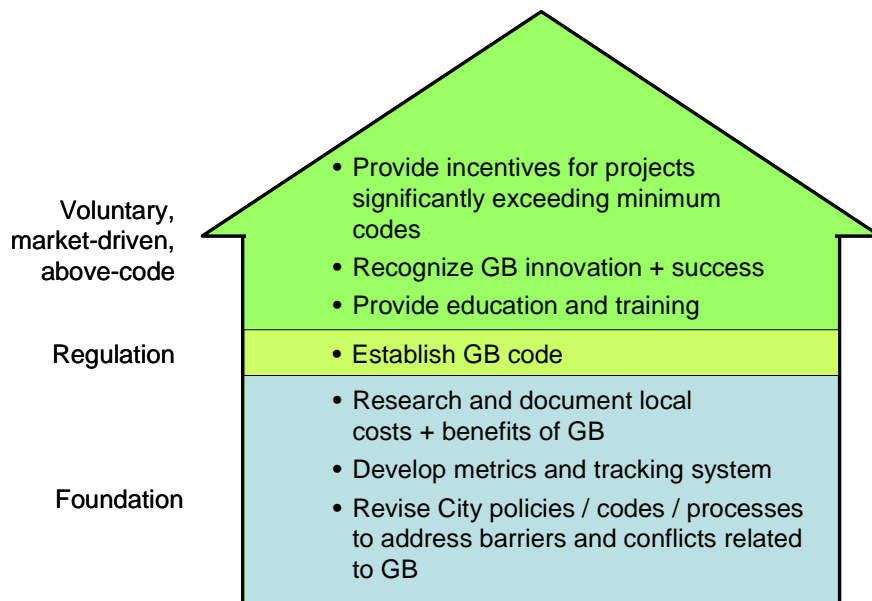 Voluntary,
market-driven,
above-code
• Provide incentives for projects
significantly exceeding minimum
codes
• Recognize GB innovation + success
• Provide education and training
Regulation
• Establish GB code
Foundation
• Research and document local
costs + benefits of GB
• Develop metrics and tracking system
• Revise City policies / codes / processes
to address barriers and conflicts related
to GB